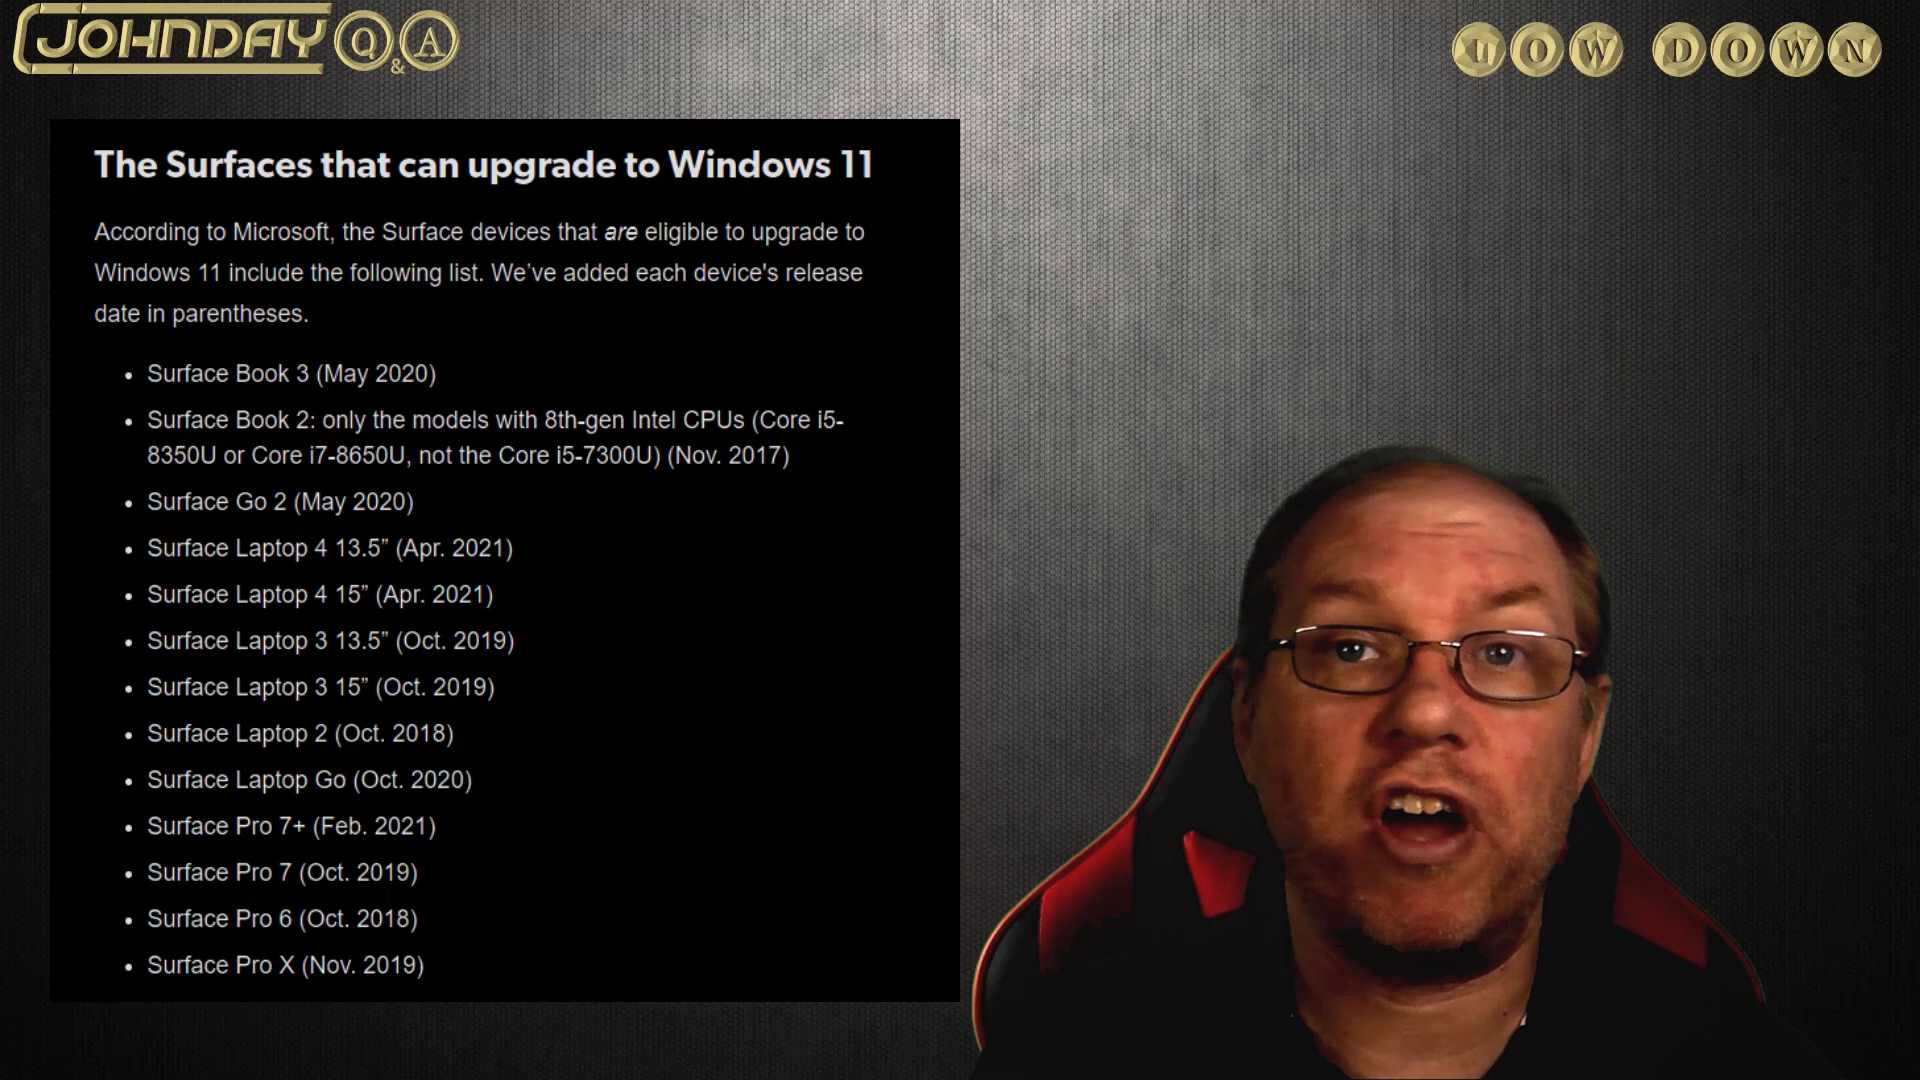 JOHNDAY Q & A
LOW DOWN
The Surfaces that can upgrade to Windows 11
According to Microsoft, the Surface devices that are eligible to upgrade to
Windows 11 include the following list. We’ve added each device's release
date in parentheses.
• Surface Book 3 (May 2020)
• Surface Book 2: only the models with 8th-gen Intel CPUs (Core i5-
8350U or Core i7-8650U, not the Core i5-7300U) (Nov. 2017)
• Surface Go 2 (May 2020)
• Surface Laptop 4 13.5” (Apr. 2021)
• Surface Laptop 4 15” (Apr. 2021)
• Surface Laptop 3 13.5” (Oct. 2019)
• Surface Laptop 3 15” (Oct. 2019)
• Surface Laptop 2 (Oct. 2018)
• Surface Laptop Go (Oct. 2020)
• Surface Pro 7+ (Feb. 2021)
• Surface Pro 7 (Oct. 2019)
• Surface Pro 6 (Oct. 2018)
• Surface Pro X (Nov. 2019)